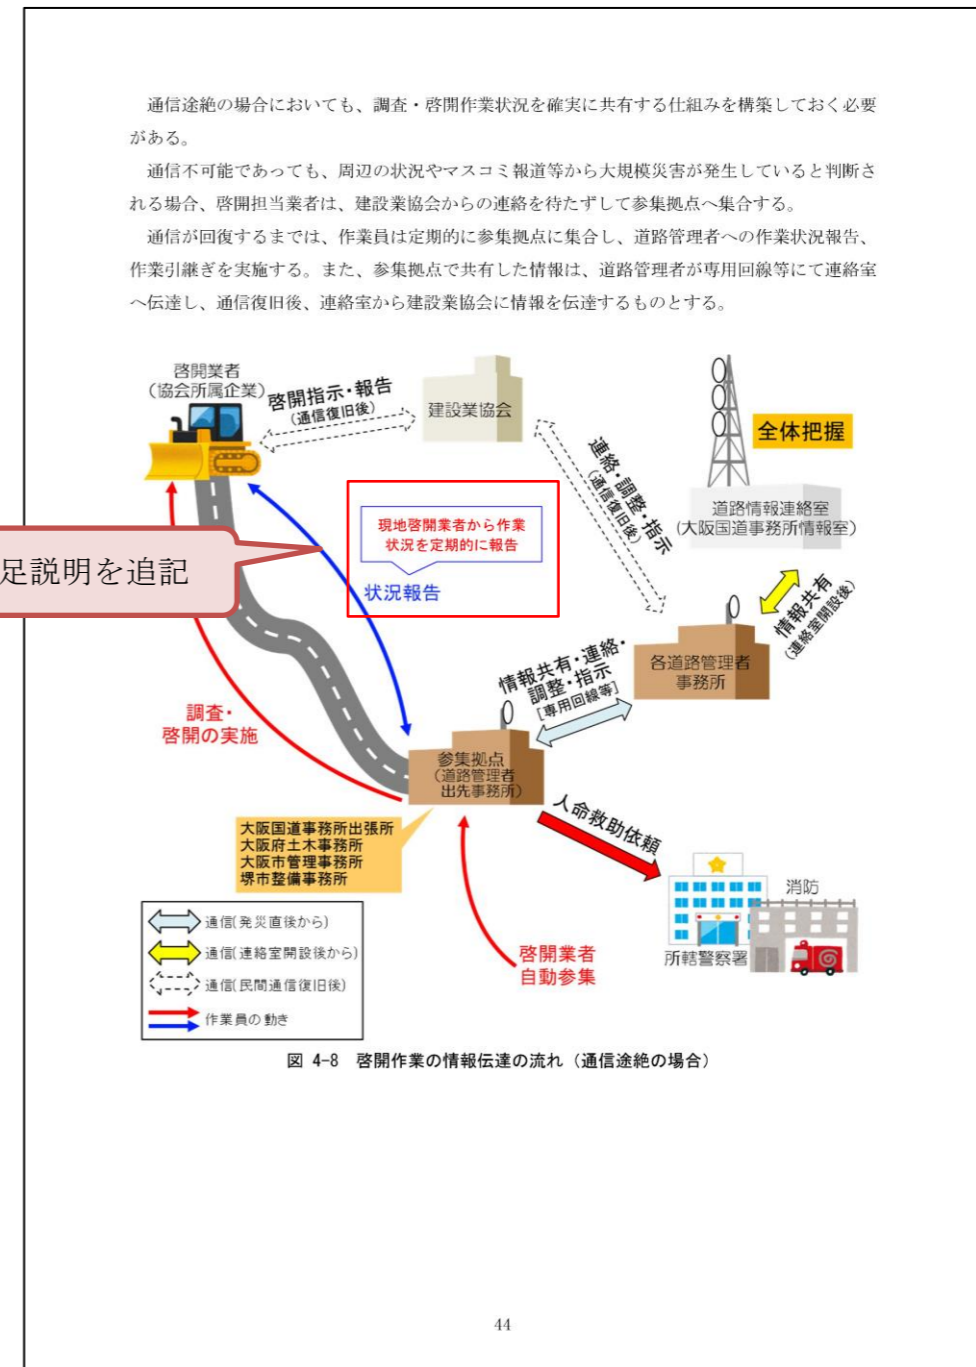 通信途絶の場合においても、調査・啓開作業状況を確実に共有する仕組みを構築しておく必要
がある。
通信不可能であっても、周辺の状況やマスコミ報道等から大規模災害が発生していると判断さ
れる場合、啓開担当業者は、建設業協会からの連絡を待たずして参集拠点へ集合する。
通信が回復するまでは、作業員は定期的に参集拠点に集合し、道路管理者への作業状況報告、
作業引継ぎを実施する。また、参集拠点で共有した情報は、道路管理者が専用回線等にて連絡室
へ伝達し、通信復旧後、連絡室から建設業協会に情報を伝達するものとする。
啓開業者
(協会所属企業)
啓開指示・報告
(通信復旧後)
建設業協会
連絡・調整・指示
(通信復旧後)
全体把握
道路情報連絡室
(大阪国道事務所情報室)
現地啓開業者から作業
状況を定期的に報告
状況報告
足説明を追記
情報共有
(連絡室開設後)
各道路管理者
事務所
情報共有・連絡・
調整・指示
[専用回線等]
調査・
啓開の実施
参集拠点
(道路管理者
出先事務所)
人命救助依頼
大阪国道事務所出張所
大阪府土木事務所
大阪市管理事務所
堺市整備事務所
消防
所轄警察署
啓開業者
自動参集
通信(発災直後から)
通信(連絡室開設後から)
通信(民間通信復旧後)
作業員の動き
図 4-8 啓開作業の情報伝達の流れ（通信途絶の場合）
44